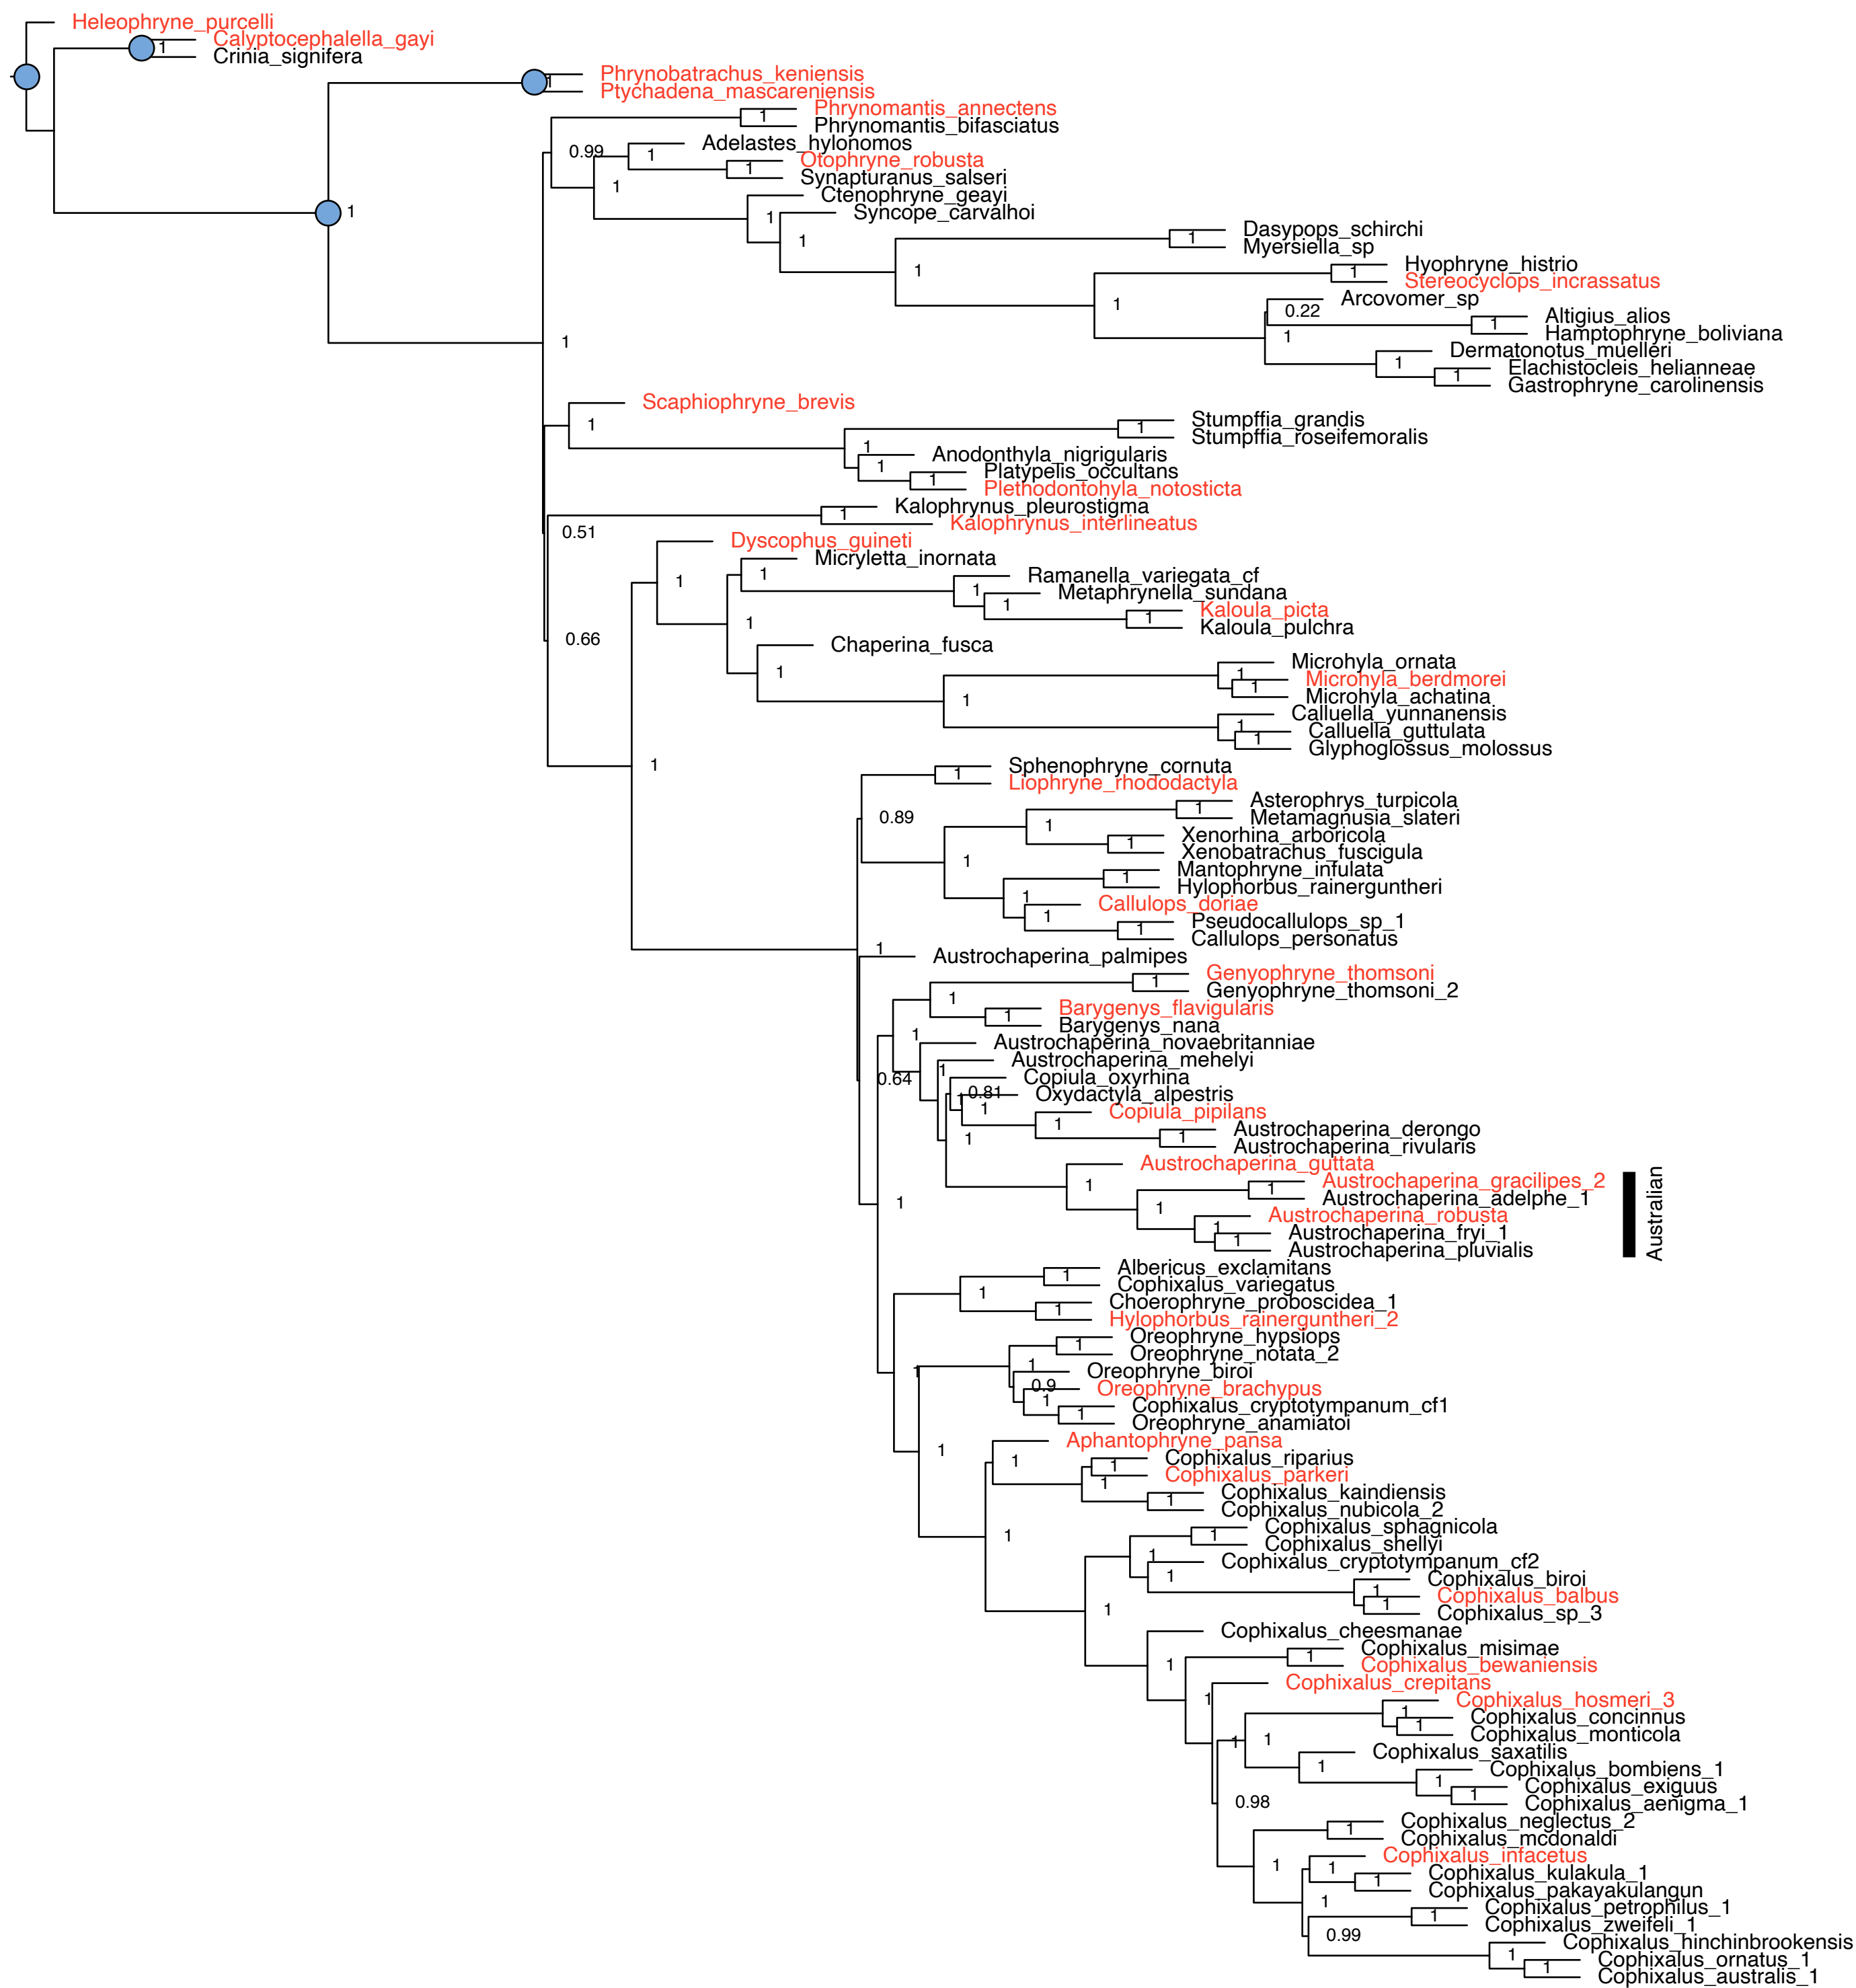 Heleophryne_purcelli
Calyptocephalella_gayi
1
Crinia_signifera
Phrynobatrachus_keniensis
1
Ptychadena_mascareniensis
Phrynomantis_annectens
1
Phrynomantis_bifasciatus
Adelastes_hylonomos
0.99
1
Otophryne_robusta
1
Synapturanus_salseri
1
Ctenophryne_geayi
1
Syncope_carvalhoi
1
1
Dasypops_schirchi
1
Myersiella_sp
Hyophryne_histrio
1
1
Stereocyclops_incrassatus
Arcovomer_sp
1
0.22
Altigius_alios
1
Hamptophryne_boliviana
1
1
Dermatonotus_muelleri
1
Elachistocleis_helianneae
1
Gastrophryne_carolinensis
Scaphiophryne_brevis
1
Stumpffia_grandis
1
Stumpffia_roseifemoralis
1
Anodonthyla_nigrigularis
1
Platypelis_occultans
1
Plethodontohyla_notosticta
Kalophrynus_pleurostigma
1
Kalophrynus_interlineatus
0.51
Dyscophus_guineti
Micryletta_inornata
1
1
Ramanella_variegata_cf
1
Metaphrynella_sundana
1
Kaloula_picta
1
Kaloula_pulchra
1
0.66
Chaperina_fusca
1
Microhyla_ornata
1
Microhyla_berdmorei
1
Microhyla_achatina
1
Calluella_yunnanensis
1
Calluella_guttulata
1
Glyphoglossus_molossus
1
Sphenophryne_cornuta
1
Liophryne_rhododactyla
Asterophrys_turpicola
1
0.89
Metamagnusia_slateri
1
Xenorhina_arboricola
1
Xenobatrachus_fuscigula
1
Mantophryne_infulata
1
Hylophorbus_rainerguntheri
1
Callulops_doriae
1
Pseudocallulops_sp_1
1
Callulops_personatus
1
Austrochaperina_palmipes
Genyophryne_thomsoni
1
Genyophryne_thomsoni_2
1
Barygenys_flavigularis
1
Barygenys_nana
1
Austrochaperina_novaebritanniae
Austrochaperina_mehelyi
1
0.64
Copiula_oxyrhina
0.81
1
Oxydactyla_alpestris
1
Copiula_pipilans
1
Austrochaperina_derongo
1
1
Austrochaperina_rivularis
Austrochaperina_guttata
1
Austrochaperina_gracilipes_2
1
Austrochaperina_adelphe_1
1
1
Austrochaperina_robusta
1
Austrochaperina_fryi_1
1
Austrochaperina_pluvialis
Australian
Albericus_exclamitans
1
Cophixalus_variegatus
1
Choerophryne_proboscidea_1
1
Hylophorbus_rainerguntheri_2
Oreophryne_hypsiops
1
Oreophryne_notata_2
1
1
Oreophryne_biroi
0.9
Oreophryne_brachypus
1
Cophixalus_cryptotympanum_cf1
1
Oreophryne_anamiatoi
1
Aphantophryne_pansa
1
Cophixalus_riparius
1
Cophixalus_parkeri
1
Cophixalus_kaindiensis
1
Cophixalus_nubicola_2
1
Cophixalus_sphagnicola
1
Cophixalus_shellyi
1
Cophixalus_cryptotympanum_cf2
1
Cophixalus_biroi
1
Cophixalus_balbus
1
Cophixalus_sp_3
1
Cophixalus_cheesmanae
Cophixalus_misimae
1
1
Cophixalus_bewaniensis
Cophixalus_crepitans
1
Cophixalus_hosmeri_3
1
Cophixalus_concinnus
1
Cophixalus_monticola
1
1
Cophixalus_saxatilis
1
Cophixalus_bombiens_1
1
Cophixalus_exiguus
1
Cophixalus_aenigma_1
0.98
Cophixalus_neglectus_2
1
Cophixalus_mcdonaldi
1
Cophixalus_infacetus
1
Cophixalus_kulakula_1
1
Cophixalus_pakayakulangun
1
Cophixalus_petrophilus_1
1
Cophixalus_zweifeli_1
0.99
Cophixalus_hinchinbrookensis
1
Cophixalus_ornatus_1
1
Cophixalus_australis_1